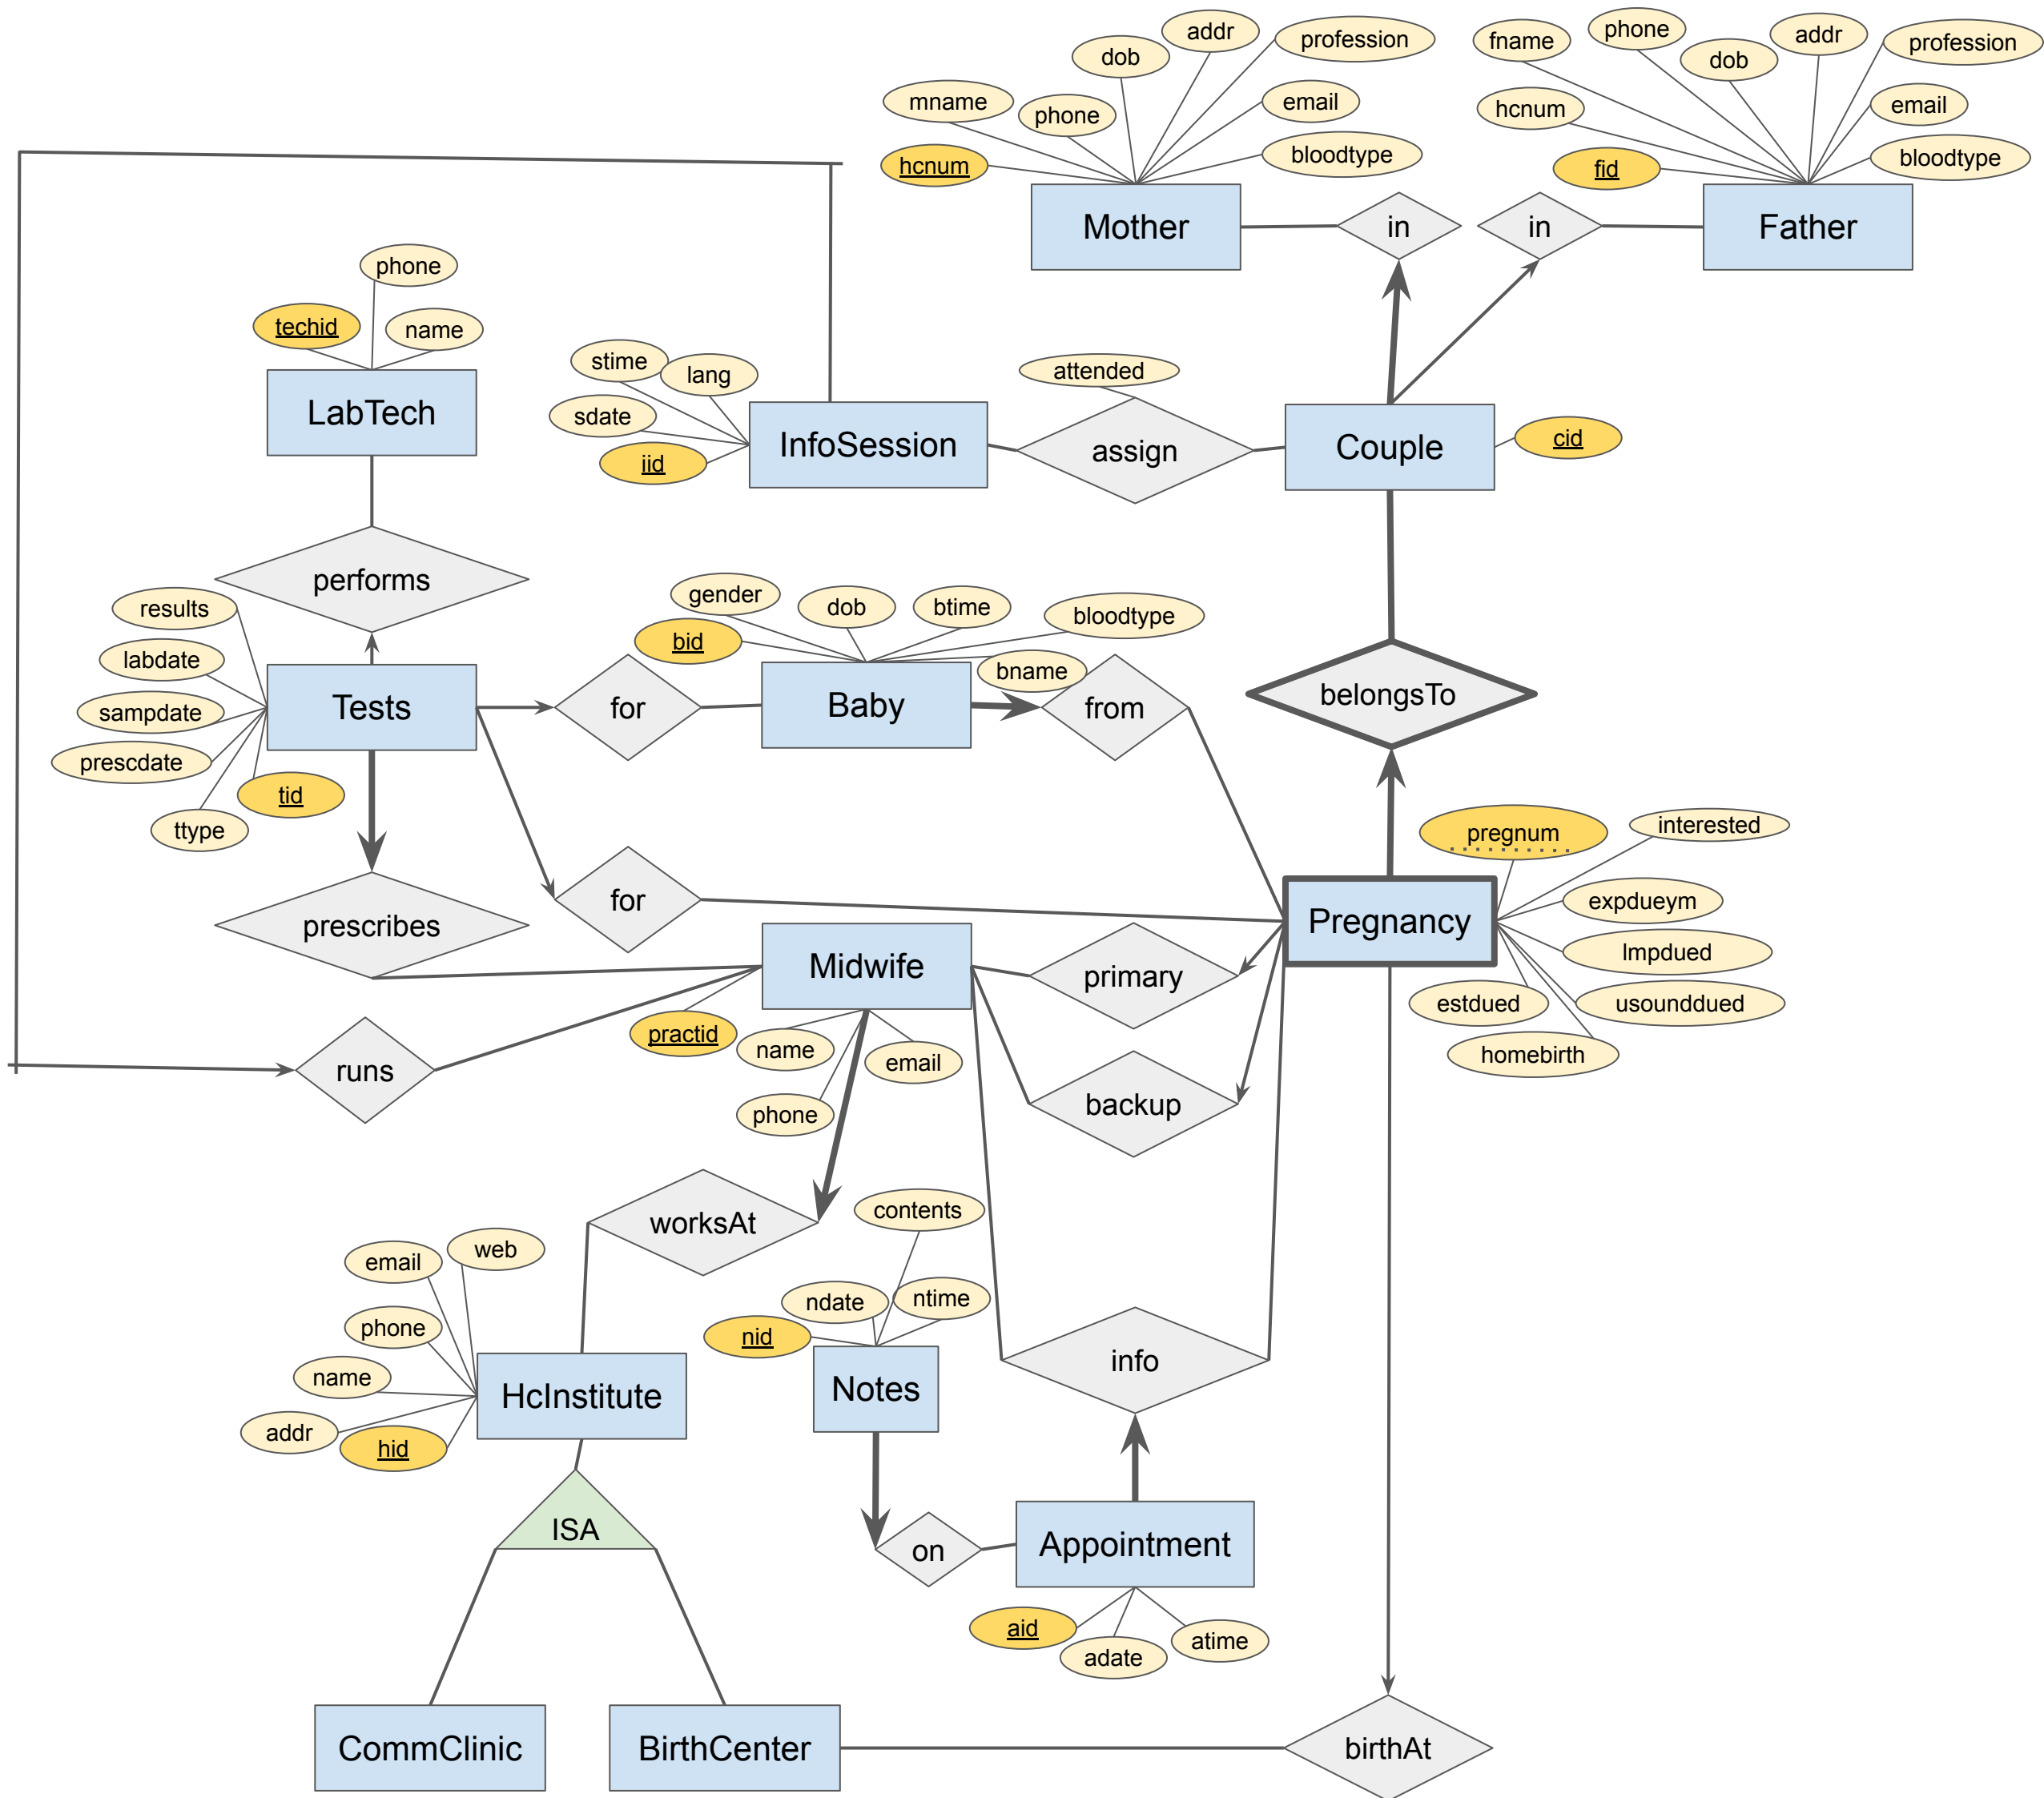 addr
profession
dob
mname
phone
email
hcnum
bloodtype
Mother
in
fname
phone
addr
dob
profession
hcnum
email
fid
bloodtype
in
Father
phone
techid
name
LabTech
stime
lang
sdate
iid
InfoSession
attended
assign
Couple
cid
performs
results
labdate
sampdate
prescdate
ttype
tid
Tests
for
gender
dob
btime
bloodtype
bid
bname
Baby
from
belongsTo
for
prescribes
Midwife
primary
Pregnancy
pregnum
interested
expdueym
lmpdued
estdued
usounddued
homebirth
runs
practid
name
email
phone
backup
worksAt
contents
email
web
ndate
ntime
phone
nid
name
addr
hid
HcInstitute
Notes
info
ISA
on
Appointment
aid
adate
atime
CommClinic
BirthCenter
birthAt